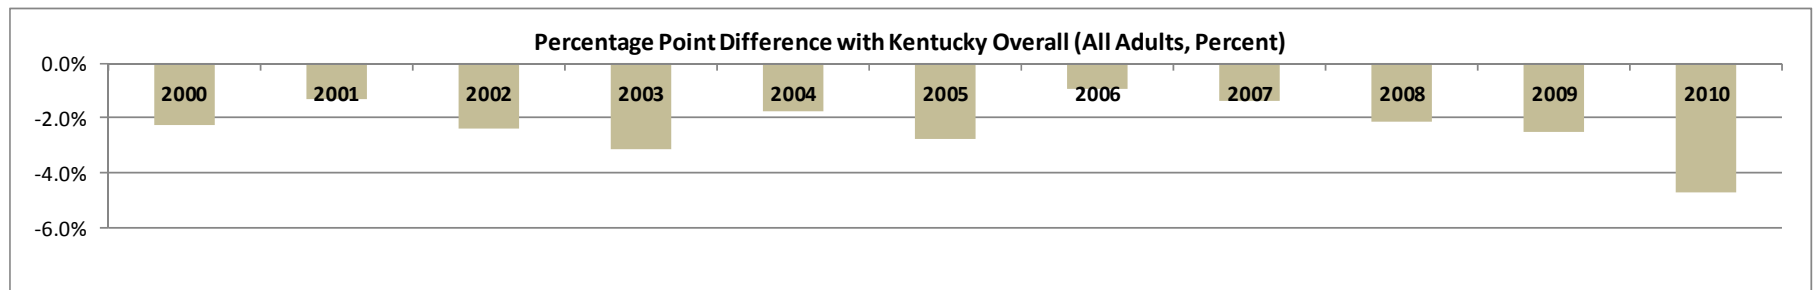 Percentage Point Difference with Kentucky Overall (All Adults, Percent)
0.0%
2000 2001 2002 2003 2004 2005 2006 2007 2008 2009 2010
-2.0%
-4.0%
-6.0%